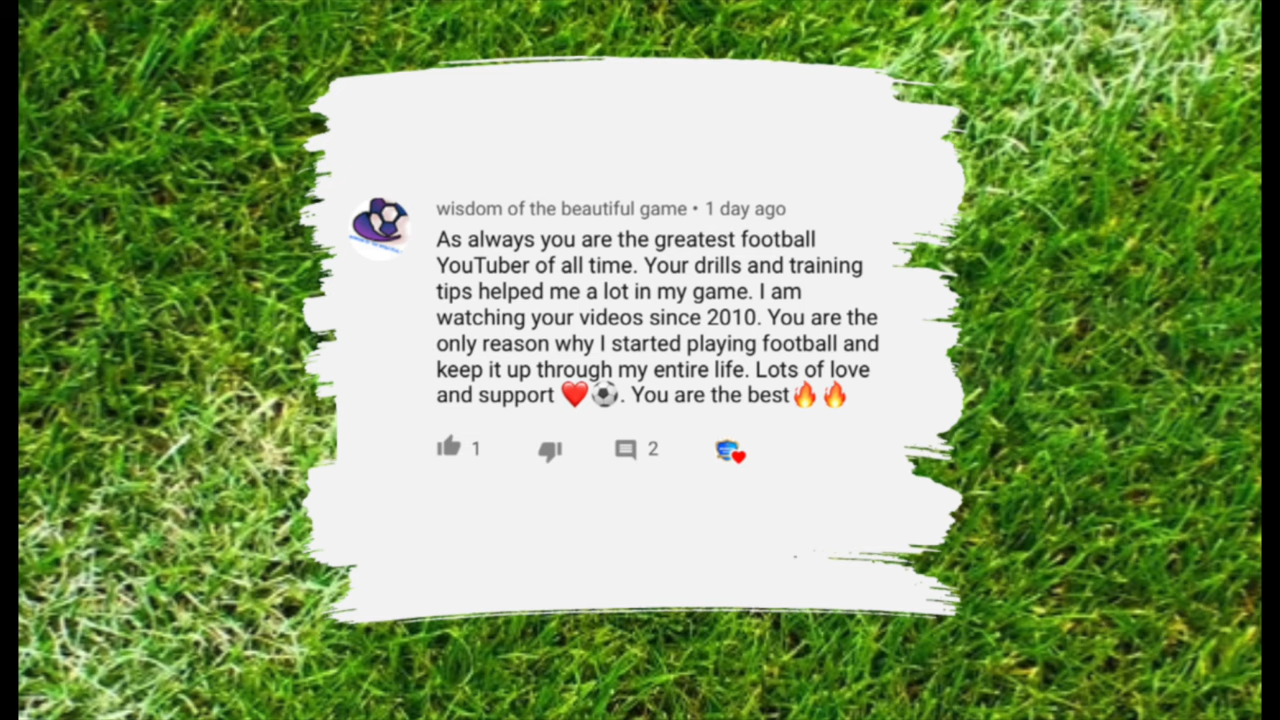 wisdom of the beautiful game • 1 day ago
As always you are the greatest football
YouTuber of all time. Your drills and training
tips helped me a lot in my game. I am
watching your videos since 2010. You are the
only reason why I started playing football and
keep it up through my entire life. Lots of love
and support ❤️⚽. You are the best🔥🔥
1
2